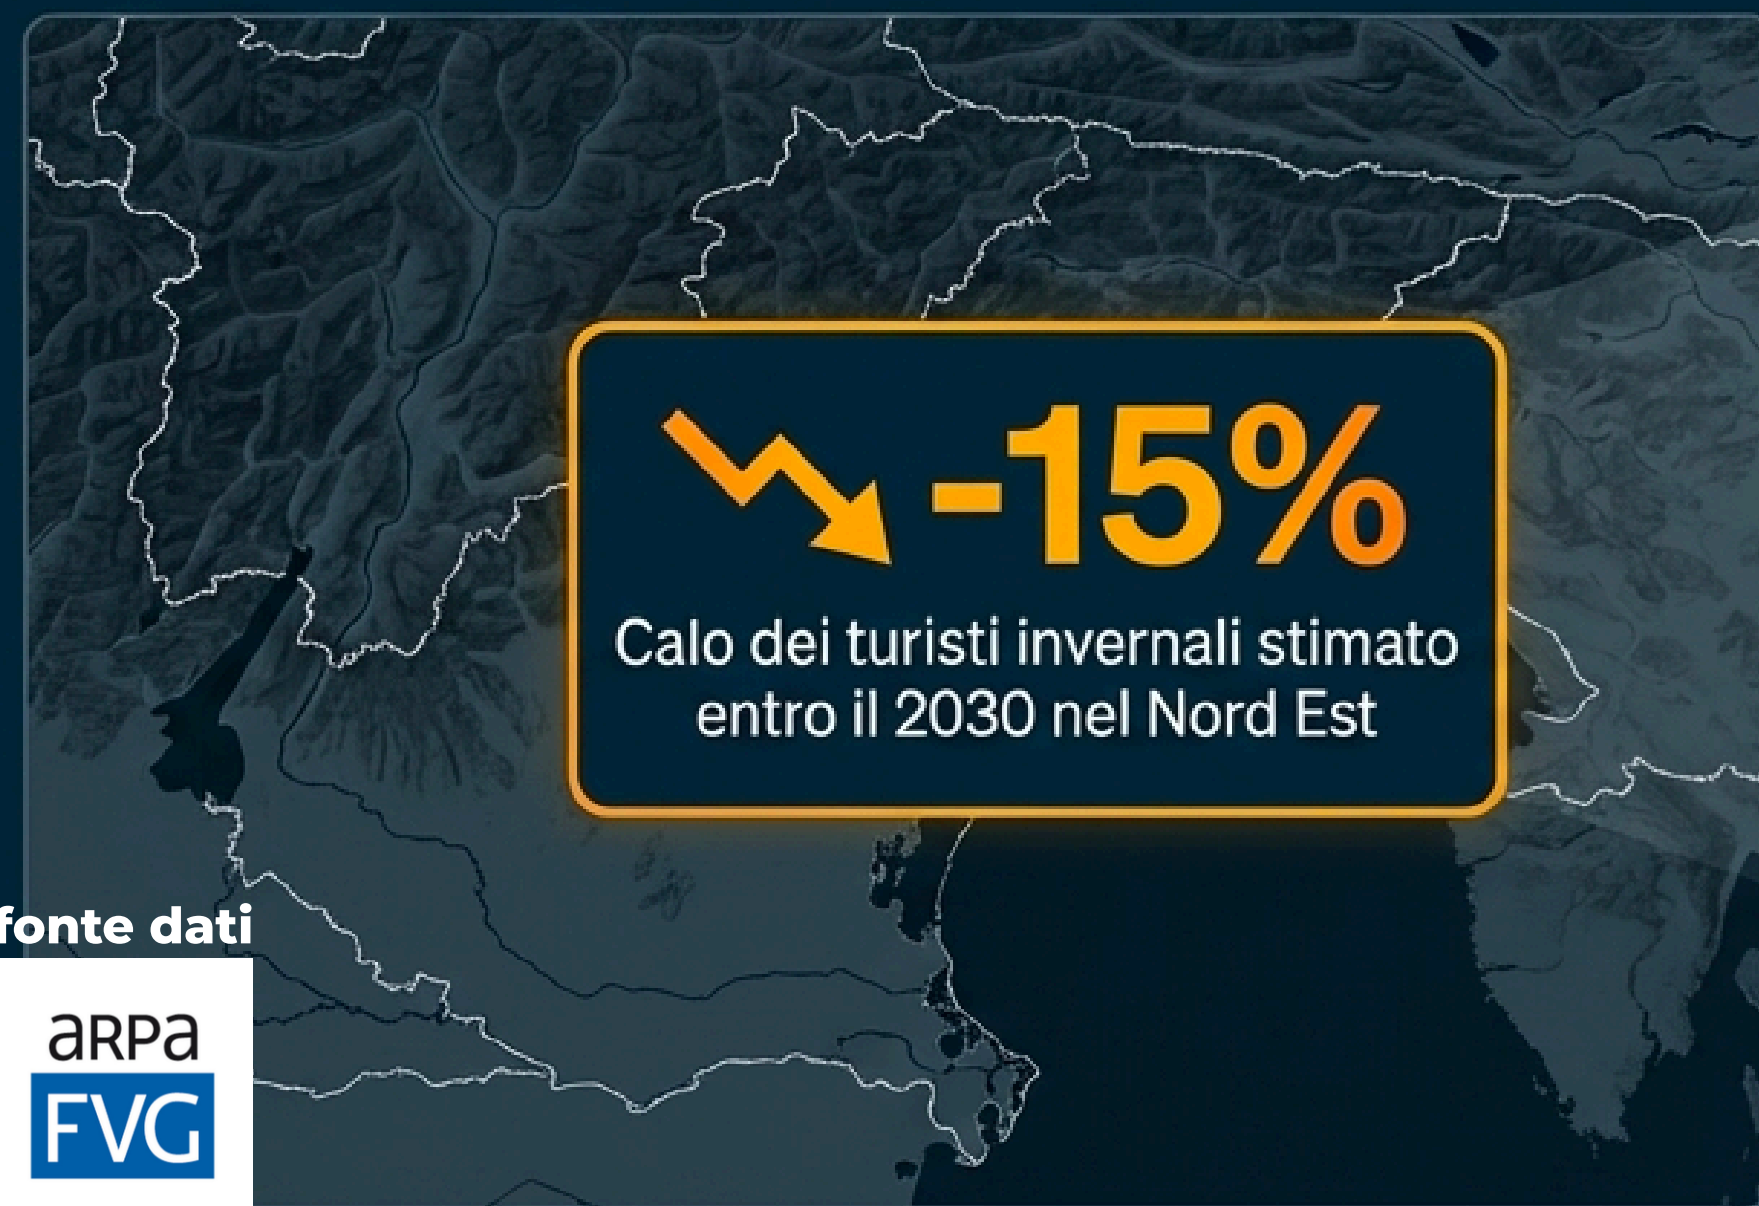 -15%
Calo dei turisti invernali stimato
entro il 2030 nel Nord Est
fonte dati
aRPa
FVG